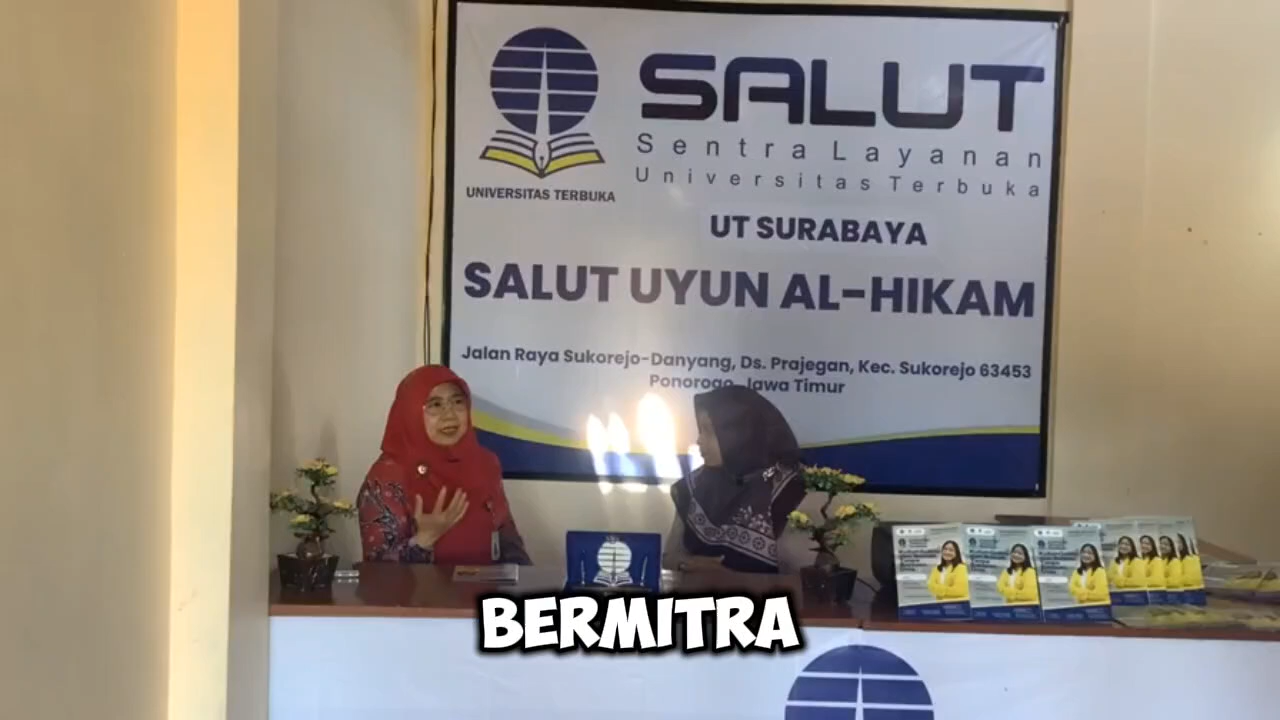 SALUT
Sentra Layanan
Universitas Terbuka
UNIVERSITAS TERBUKA
UT SURABAYA
SALUT UYUN AL-HIKAM
Jalan Raya Sukorejo-Danyang, Ds. Prajegan, Kec. Sukorejo 63453
Ponorogo-Jawa Timur
BERMITRA